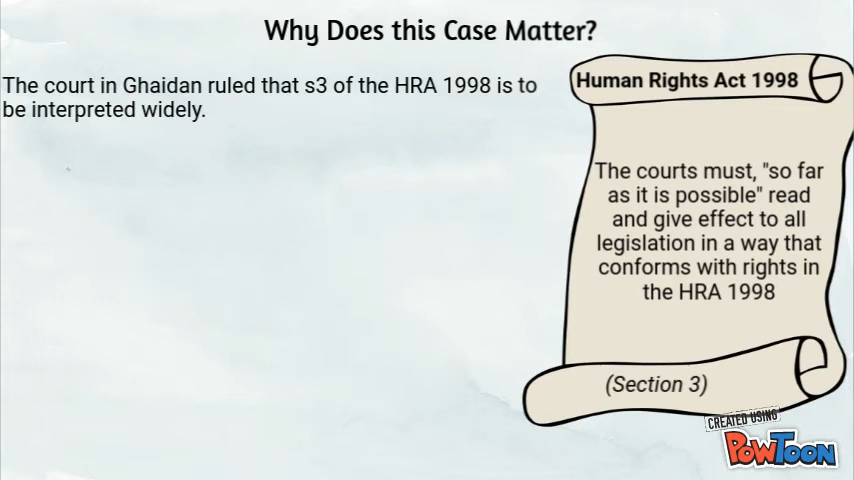 Why Does this Case Matter?
The court in Ghaidan ruled that s3 of the HRA 1998 is to
be interpreted widely.
Human Rights Act 1998
The courts must, "so far
as it is possible" read
and give effect to all
legislation in a way that
conforms with rights in
the HRA 1998
(Section 3)
CREATED USING
POWTOON